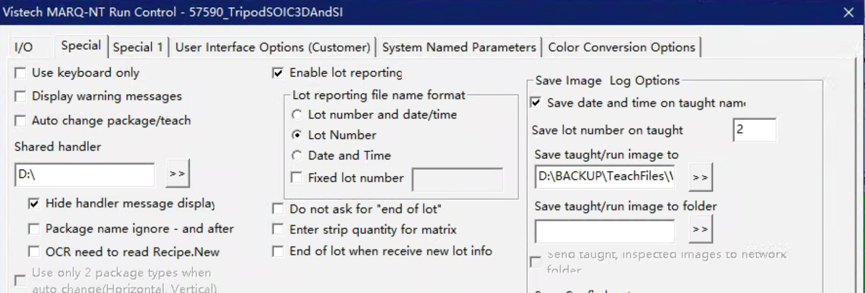 Vistech MARQ-NT Run Control - 57590_TripodSOIC3DAndSI
I/O
Special
Special 1
User Interface Options (Customer)
System Named Parameters
Color Conversion Options
Use keyboard only
Display warning messages
Auto change package/teach
Shared handler
D:\
>>
Hide handler message display
Package name ignore - and after
OCR need to read Recipe.New
Use only 2 package types when
auto change(Horizontal, Vertical)
Enable lot reporting
Lot reporting file name format
Lot number and date/time
Lot Number
Date and Time
Fixed lot number
Do not ask for "end of lot"
Enter strip quantity for matrix
End of lot when receive new lot info
Save Image Log Options
Save date and time on taught name
Save lot number on taught
2
Save taught/run image to
D:\BACKUP\TeachFiles\\
>>
Save taught/run image to folder
>>
Send taught, inspected images to network
folder